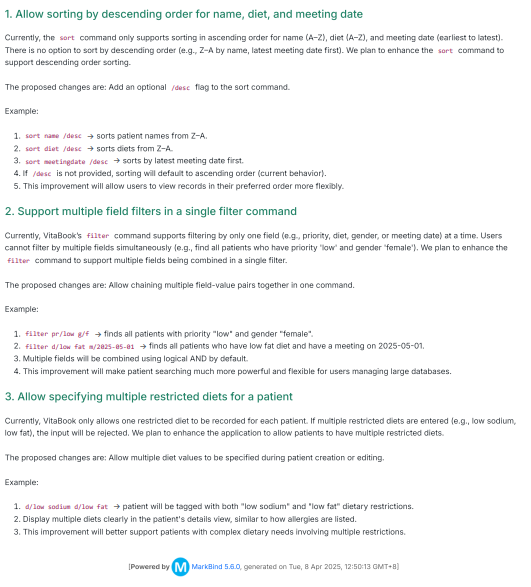 1. Allow sorting by descending order for name, diet, and meeting date
Currently, the sort command only supports sorting in ascending order for name (A–Z), diet (A–Z), and meeting date (earliest to latest).
There is no option to sort by descending order (e.g., Z–A by name, latest meeting date first). We plan to enhance the sort command to
support descending order sorting.
The proposed changes are: Add an optional /desc flag to the sort command.
Example:
1. sort name /desc → sorts patient names from Z–A.
2. sort diet /desc → sorts diets from Z–A.
3. sort meetingdate /desc → sorts by latest meeting date first.
4. If /desc is not provided, sorting will default to ascending order (current behavior).
5. This improvement will allow users to view records in their preferred order more flexibly.
2. Support multiple field filters in a single filter command
Currently, VitaBook's filter command supports filtering by only one field (e.g., priority, diet, gender, or meeting date) at a time. Users
cannot filter by multiple fields simultaneously (e.g., find all patients who have priority 'low' and gender 'female'). We plan to enhance the
filter command to support multiple fields being combined in a single filter.
The proposed changes are: Allow chaining multiple field-value pairs together in one command.
Example:
1. filter pr/low g/f → finds all patients with priority "low" and gender "female".
2. filter d/low fat m/2025-05-01 → finds all patients who have low fat diet and have a meeting on 2025-05-01.
3. Multiple fields will be combined using logical AND by default.
4. This improvement will make patient searching much more powerful and flexible for users managing large databases.
3. Allow specifying multiple restricted diets for a patient
Currently, VitaBook only allows one restricted diet to be recorded for each patient. If multiple restricted diets are entered (e.g., low sodium,
low fat), the input will be rejected. We plan to enhance the application to allow patients to have multiple restricted diets.
The proposed changes are: Allow multiple diet values to be specified during patient creation or editing.
Example:
1. d/low sodium d/low fat → patient will be tagged with both "low sodium" and "low fat" dietary restrictions.
2. Display multiple diets clearly in the patient's details view, similar to how allergies are listed.
3. This improvement will better support patients with complex dietary needs involving multiple restrictions.
[Powered by M MarkBind 5.6.0, generated on Tue, 8 Apr 2025, 12:50:13 GMT+8]